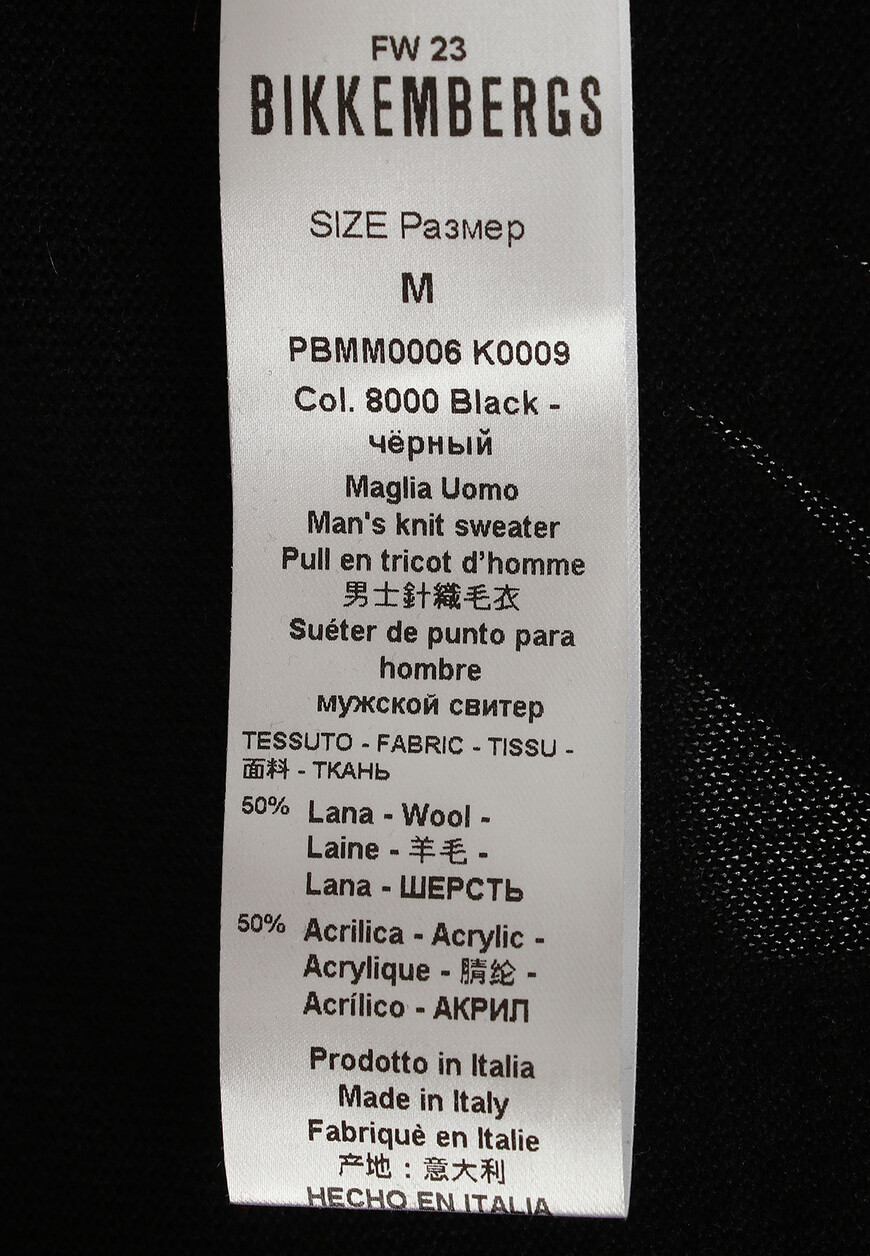 FW 23
BIKKEMBERGS
SIZE Размер
M
PBMM0006 K0009
Col. 8000 Black -
чёрный
Maglia Uomo
Man's knit sweater
Pull en tricot d’homme
男士針織毛衣
Suéter de punto para
hombre
мужской свитер
TESSUTO - FABRIC - TISSU -
面料 - ТКАНЬ
50% Lana - Wool -
Laine - 羊毛 -
Lana - ШЕРСТЬ
50% Acrilica - Acrylic -
Acrylique - 腈纶 -
Acrílico - АКРИЛ
Prodotto in Italia
Made in Italy
Fabriquè en Italie
产地：意大利
HECHO EN ITALIA